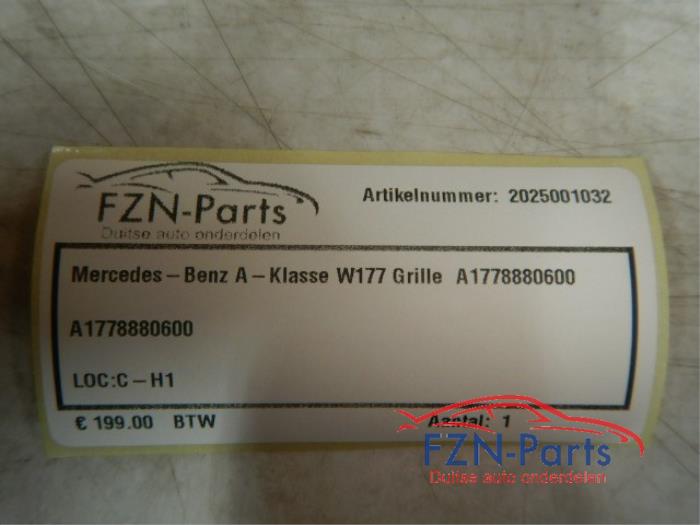 FZN-Parts
Duitse auto onderdelen
Artikelnummer: 2025001032
Mercedes-Benz A-Klasse W177 Grille A1778880600
A1778880600
LOC:C-H1
€ 199.00 BTW
Aantal: 1
FZN-Parts
Duitse auto onderdelen